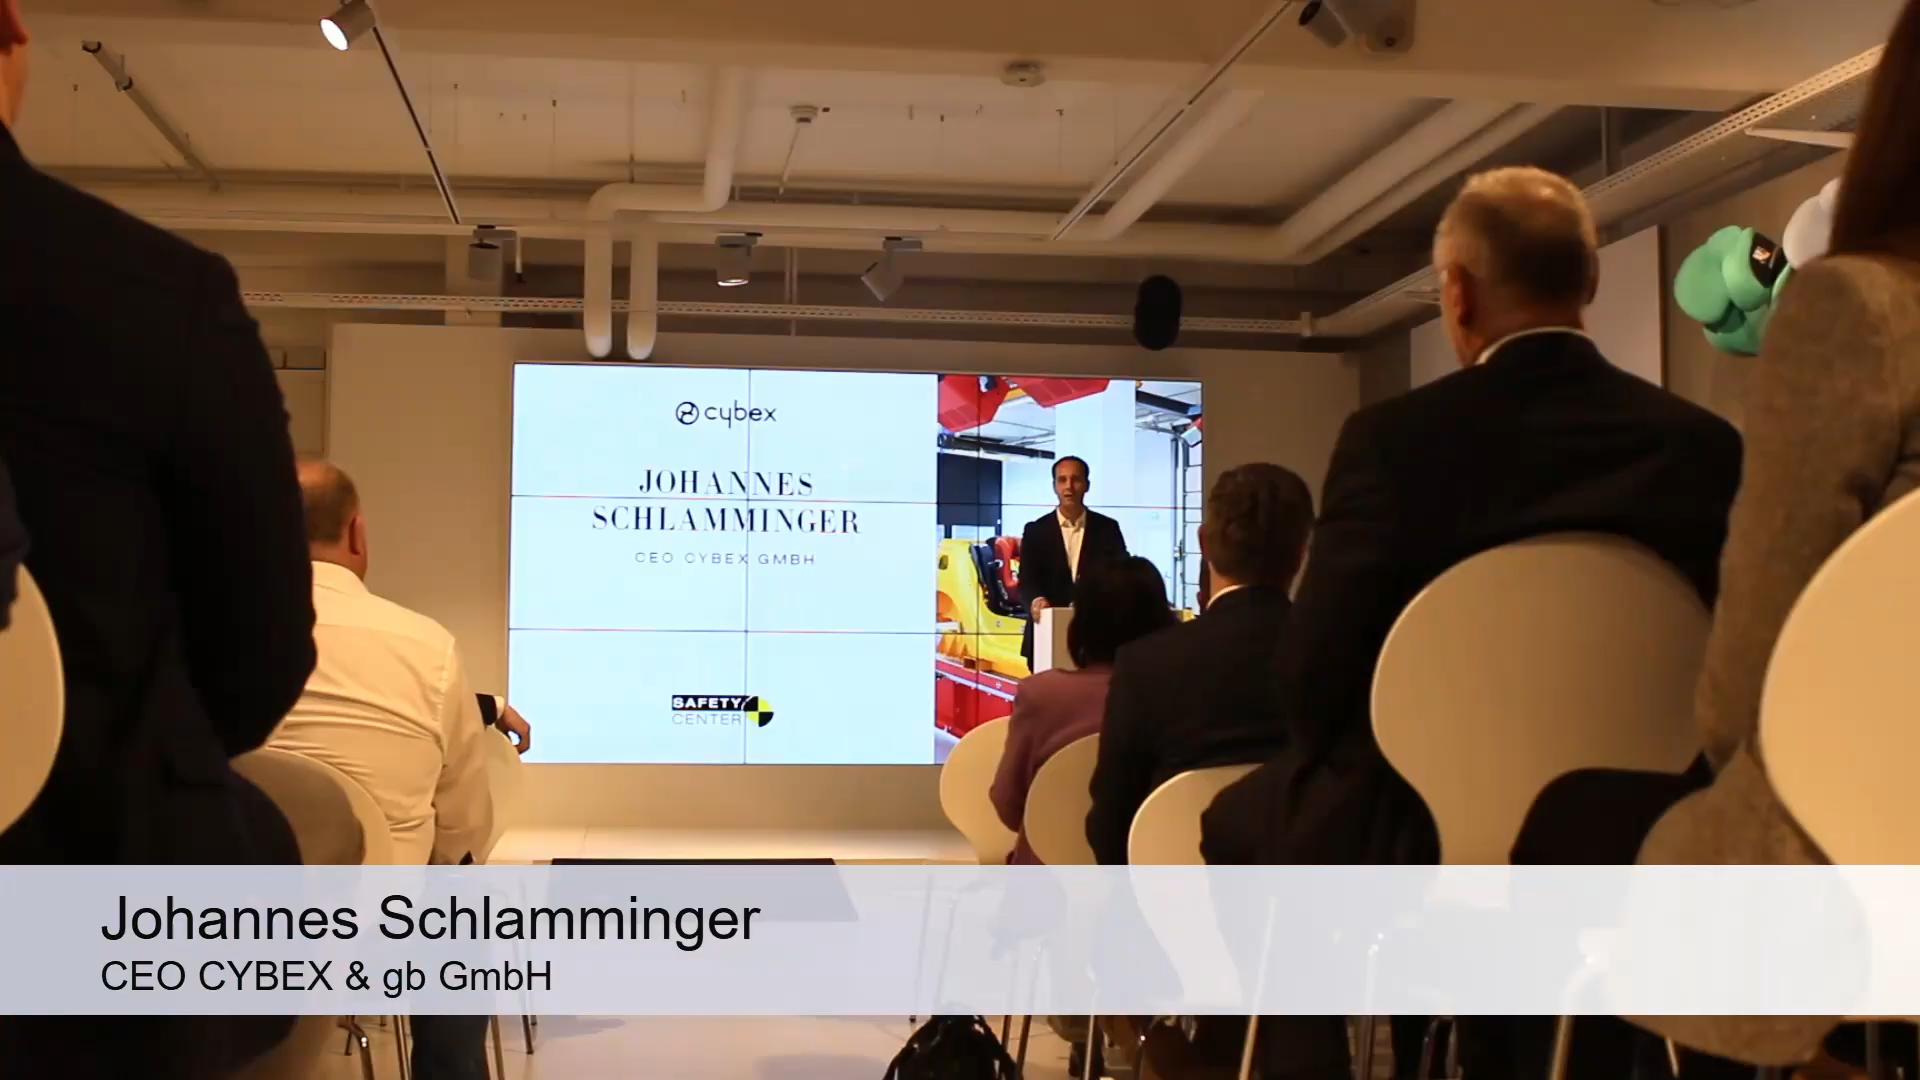 cybex
JOHANNES
SCHLAMMINGER
CEO CYBEX GMBH
SAFETY
CENTER
Johannes Schlamminger
CEO CYBEX & gb GmbH